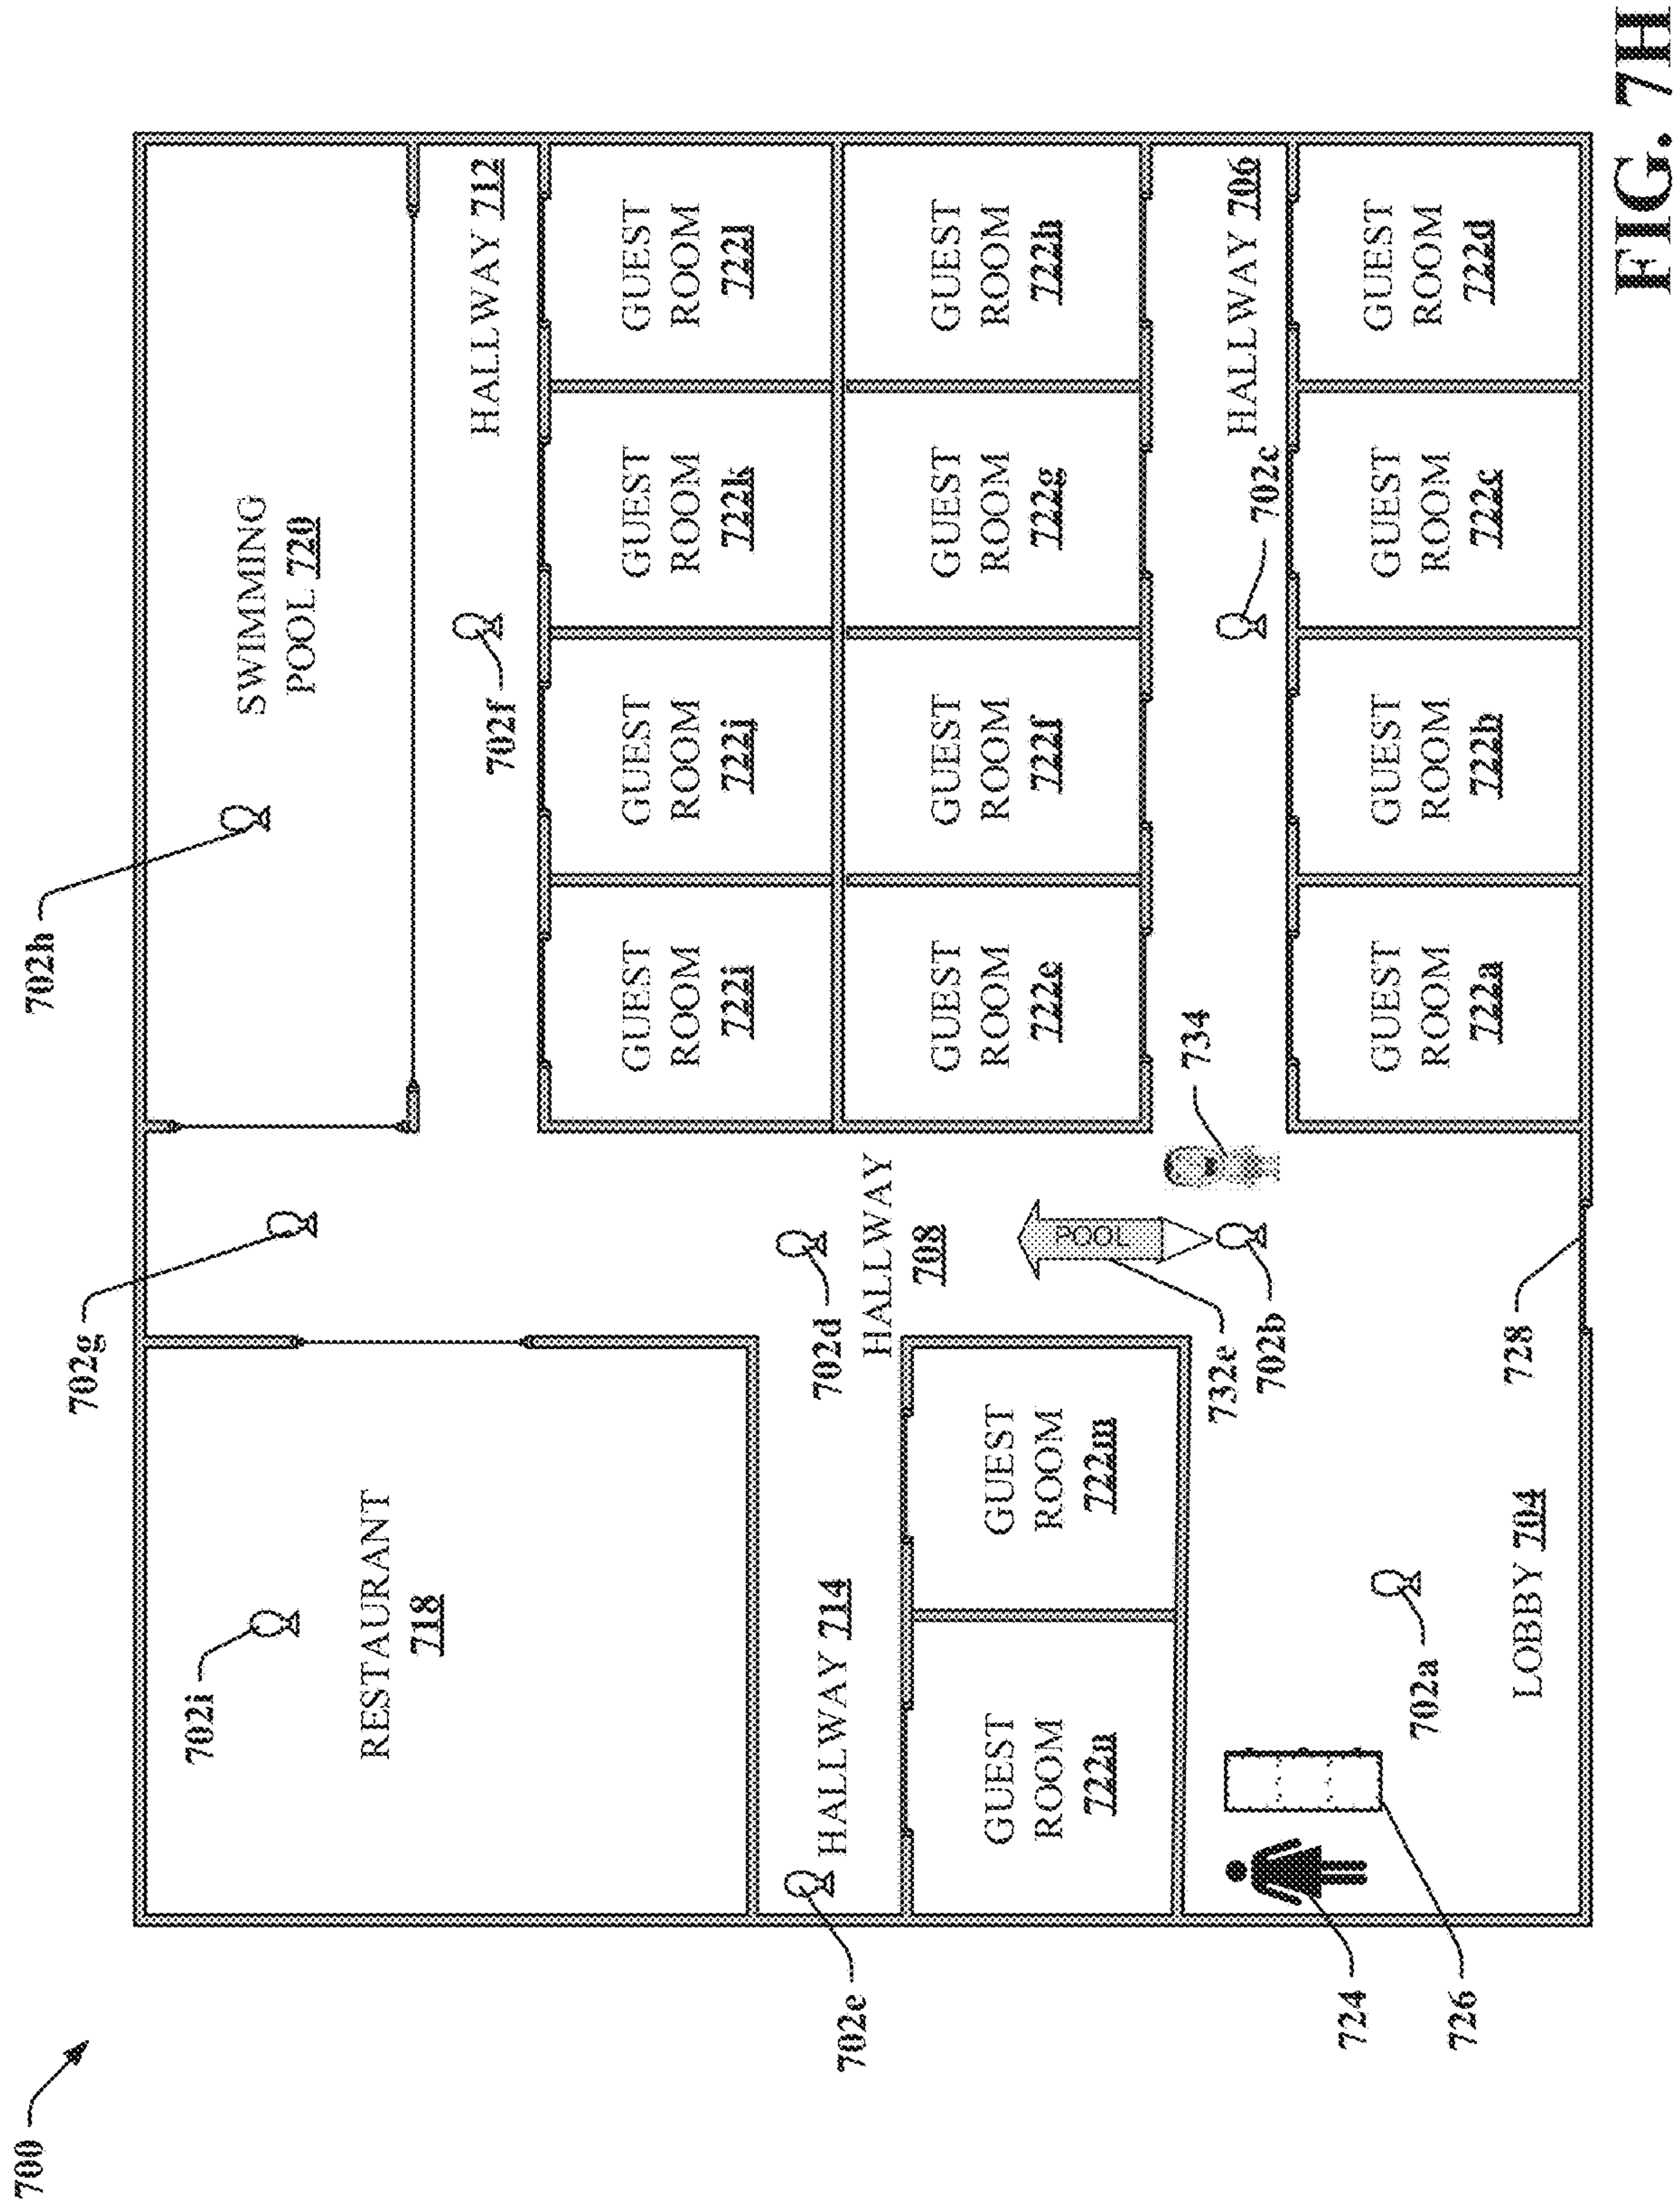 700
702g
702h
702i
RESTAURANT
718
SWIMMING
POOL 720
702f
HALLWAY 712
702e
HALLWAY 714
702d
HALLWAY
708
GUEST
ROOM
722i
GUEST
ROOM
722j
GUEST
ROOM
722k
GUEST
ROOM
722l
GUEST
ROOM
722n
GUEST
ROOM
722m
POOL
732e
702b
734
GUEST
ROOM
722e
GUEST
ROOM
722f
GUEST
ROOM
722g
GUEST
ROOM
722h
702c
HALLWAY 706
724
726
702a
LOBBY 704
728
GUEST
ROOM
722a
GUEST
ROOM
722b
GUEST
ROOM
722c
GUEST
ROOM
722d
FIG. 7H